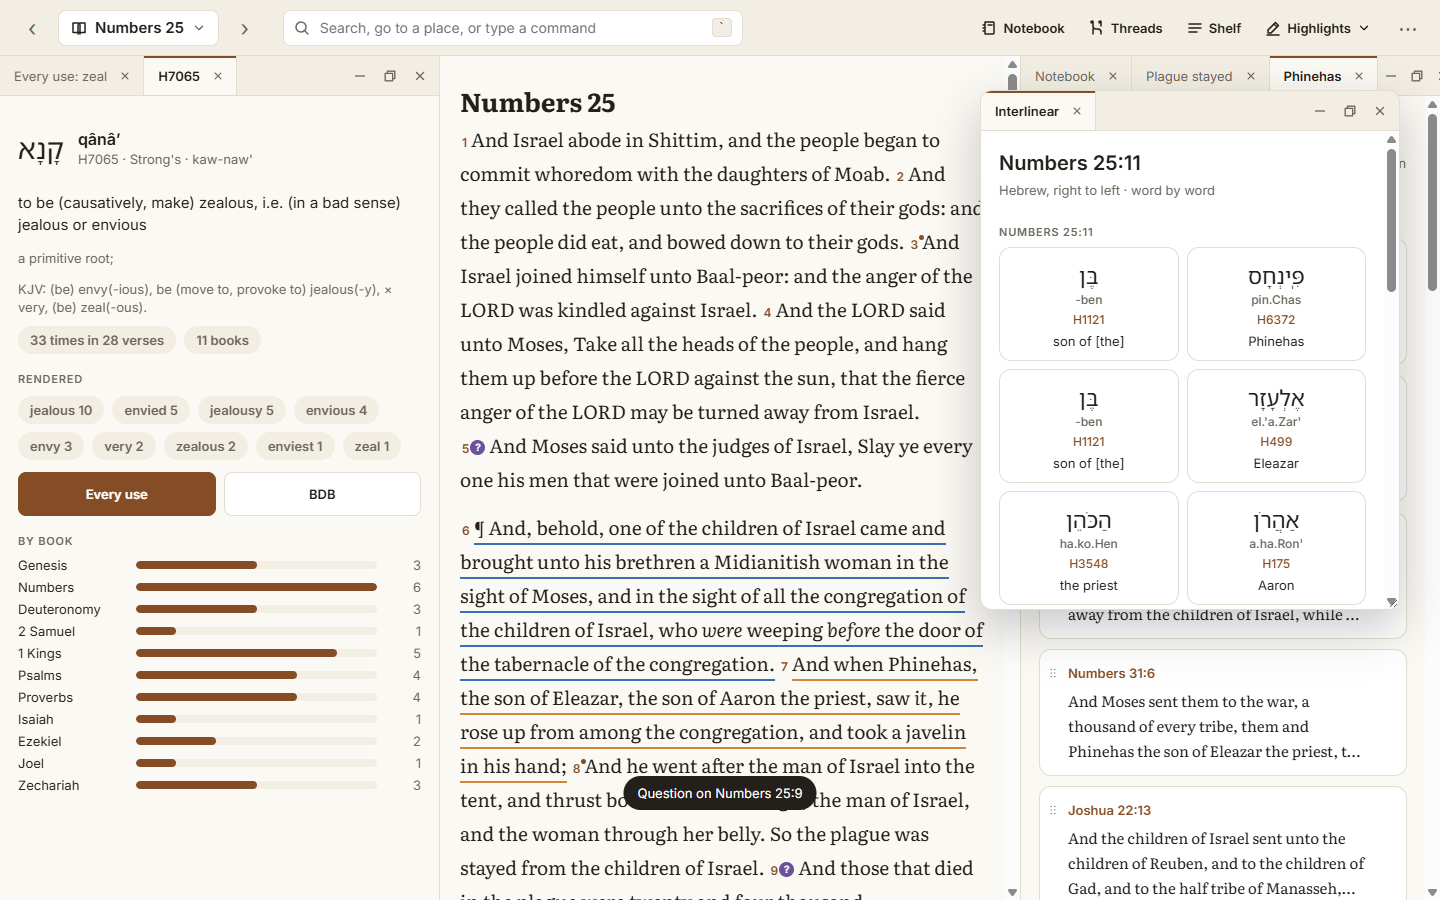 Numbers 25
Search, go to a place, or type a command
`
Notebook
Threads
Shelf
Highlights
Every use: zeal
H7065
קָנָא
qânâʼ
H7065 · Strong's · kaw-naw'
to be (causatively, make) zealous, i.e. (in a bad sense)
jealous or envious
a primitive root;
KJV: (be) envy(-ious), be (move to, provoke to) jealous(-y), ×
very, (be) zeal(-ous).
33 times in 28 verses
11 books
RENDERED
jealous 10
envied 5
jealousy 5
envious 4
envy 3
very 2
zealous 2
enviest 1
zeal 1
Every use
BDB
BY BOOK
Genesis 3
Numbers 6
Deuteronomy 3
2 Samuel 1
1 Kings 5
Psalms 4
Proverbs 4
Isaiah 1
Ezekiel 2
Joel 1
Zechariah 3
Numbers 25
1 And Israel abode in Shittim, and the people began to
commit whoredom with the daughters of Moab. 2 And
they called the people unto the sacrifices of their gods: and
the people did eat, and bowed down to their gods. 3 And
Israel joined himself unto Baal-peor: and the anger of the
LORD was kindled against Israel. 4 And the LORD said
unto Moses, Take all the heads of the people, and hang
them up before the LORD against the sun, that the fierce
anger of the LORD may be turned away from Israel.
5 ? And Moses said unto the judges of Israel, Slay ye every
one his men that were joined unto Baal-peor.
6 ¶ And, behold, one of the children of Israel came and
brought unto his brethren a Midianitish woman in the
sight of Moses, and in the sight of all the congregation of
the children of Israel, who were weeping before the door of
the tabernacle of the congregation. 7 And when Phinehas,
the son of Eleazar, the son of Aaron the priest, saw it, he
rose up from among the congregation, and took a javelin
in his hand; 8 And he went after the man of Israel into the
tent, and thrust the man of Israel,
and the woman through her belly. So the plague was
stayed from the children of Israel. 9 ? And those that died
in the plague were twenty and four thousand.
Question on Numbers 25:9
Notebook
Plague stayed
Phinehas
Interlinear
Numbers 25:11
Hebrew, right to left · word by word
NUMBERS 25:11
בֶּן
-ben
H1121
son of [the]
פִּֽינְחָס
pin.Chas
H6372
Phinehas
בֶּן
-ben
H1121
son of [the]
אֶלְעָזָר
el.'a.Zar'
H499
Eleazar
הַכֹּהֵן
ha.ko.Hen
H3548
the priest
אַהֲרֹן
a.ha.Ron'
H175
Aaron
away from the children of Israel, while ...
Numbers 31:6
And Moses sent them to the war, a
thousand of every tribe, them and
Phinehas the son of Eleazar the priest, t...
Joshua 22:13
And the children of Israel sent unto the
children of Reuben, and to the children of
Gad, and to the half tribe of Manasseh,...